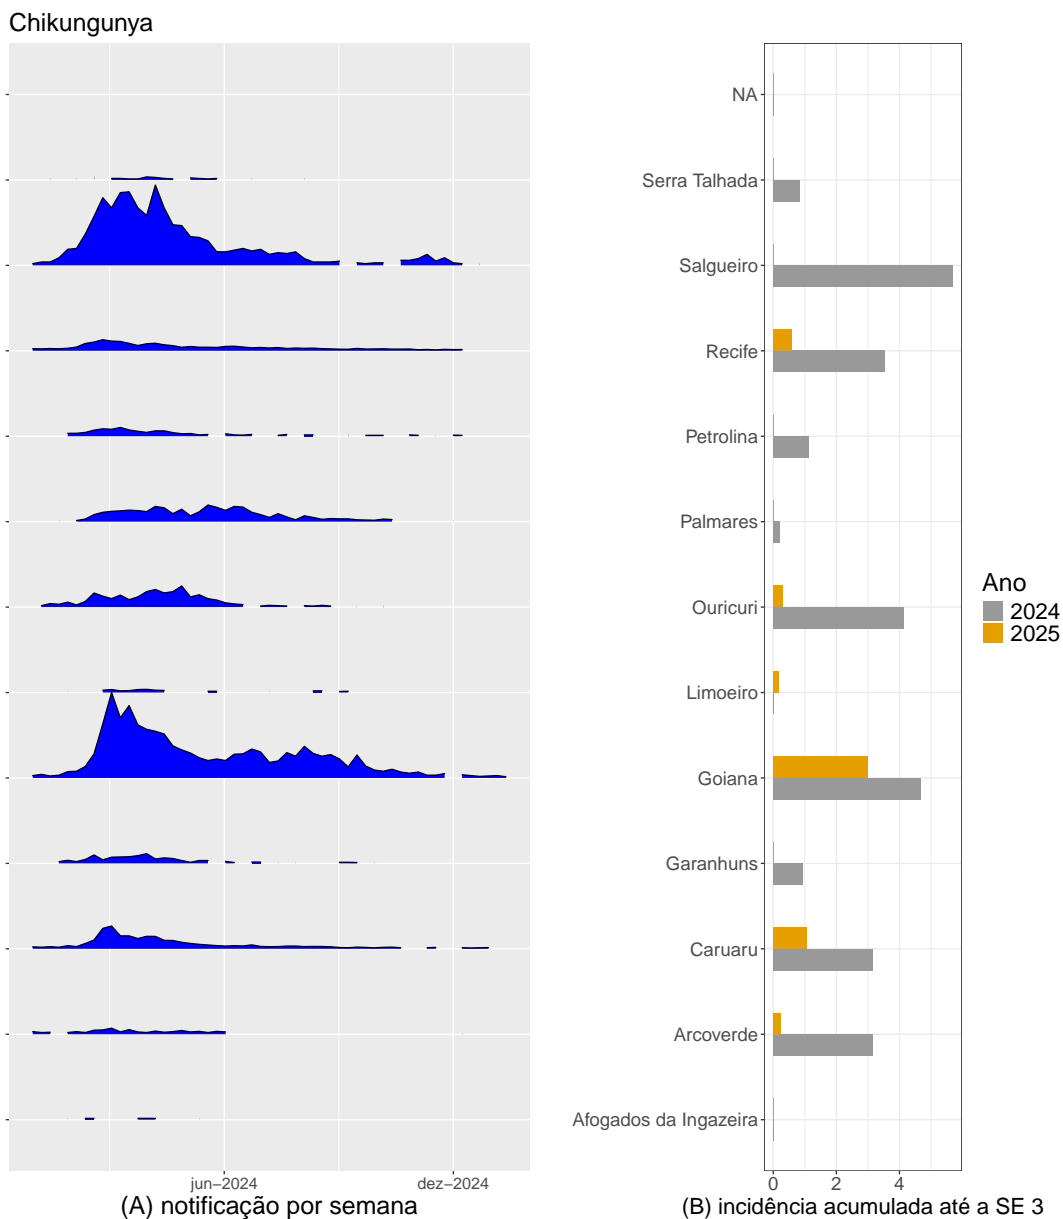 Chikungunya
NA
Serra Talhada
Salgueiro
Recife
Petrolina
Palmares
Ouricuri
Limoeiro
Goiana
Garanhuns
Caruaru
Arcoverde
Afogados da Ingazeira
jun−2024
dez−2024
(A) notificação por semana
0
2
4
(B) incidência acumulada até a SE 3
Ano
2024
2025